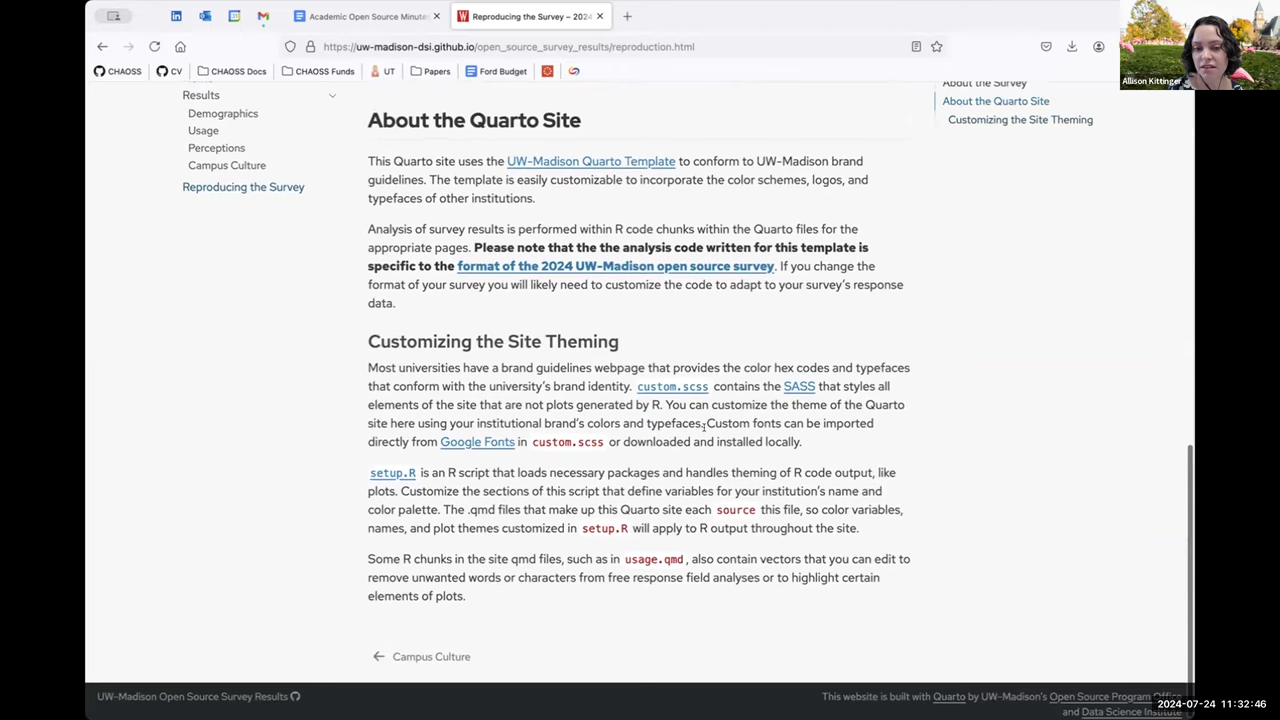 Academic Open Source Minute
Reproducing the Survey – 2024
https://uw-madison-dsi.github.io/open_source_survey_results/reproduction.html
CHAOSS
CV
CHAOSS Docs
CHAOSS Funds
UT
Papers
Ford Budget
Allison Kittinger
Results
Demographics
Usage
Perceptions
Campus Culture
Reproducing the Survey
About the Survey
About the Quarto Site
Customizing the Site Theming
About the Quarto Site
This Quarto site uses the UW-Madison Quarto Template to conform to UW-Madison brand
guidelines. The template is easily customizable to incorporate the color schemes, logos, and
typefaces of other institutions.
Analysis of survey results is performed within R code chunks within the Quarto files for the
appropriate pages. Please note that the the analysis code written for this template is
specific to the format of the 2024 UW-Madison open source survey. If you change the
format of your survey you will likely need to customize the code to adapt to your survey's response
data.
Customizing the Site Theming
Most universities have a brand guidelines webpage that provides the color hex codes and typefaces
that conform with the university's brand identity. custom.scss contains the SASS that styles all
elements of the site that are not plots generated by R. You can customize the theme of the Quarto
site here using your institutional brand's colors and typefaces. Custom fonts can be imported
directly from Google Fonts in custom.scss or downloaded and installed locally.
setup.R is an R script that loads necessary packages and handles theming of R code output, like
plots. Customize the sections of this script that define variables for your institution's name and
color palette. The .qmd files that make up this Quarto site each source this file, so color variables,
names, and plot themes customized in setup.R will apply to R output throughout the site.
Some R chunks in the site qmd files, such as in usage.qmd, also contain vectors that you can edit to
remove unwanted words or characters from free response field analyses or to highlight certain
elements of plots.
← Campus Culture
UW-Madison Open Source Survey Results
This website is built with Quarto by UW-Madison's Open Source Program Office
and Data Science Institute
2024-07-24 11:32:46